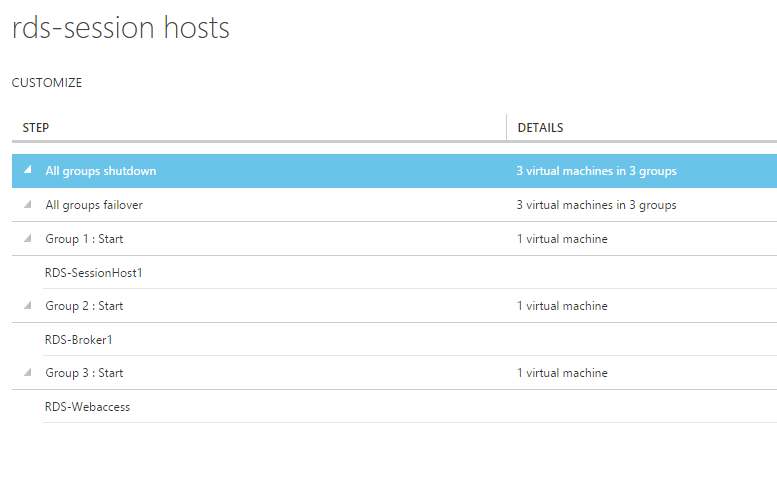 rds-session hosts
CUSTOMIZE
STEP DETAILS
All groups shutdown 3 virtual machines in 3 groups
All groups failover 3 virtual machines in 3 groups
Group 1 : Start 1 virtual machine
RDS-SessionHost1
Group 2 : Start 1 virtual machine
RDS-Broker1
Group 3 : Start 1 virtual machine
RDS-Webaccess